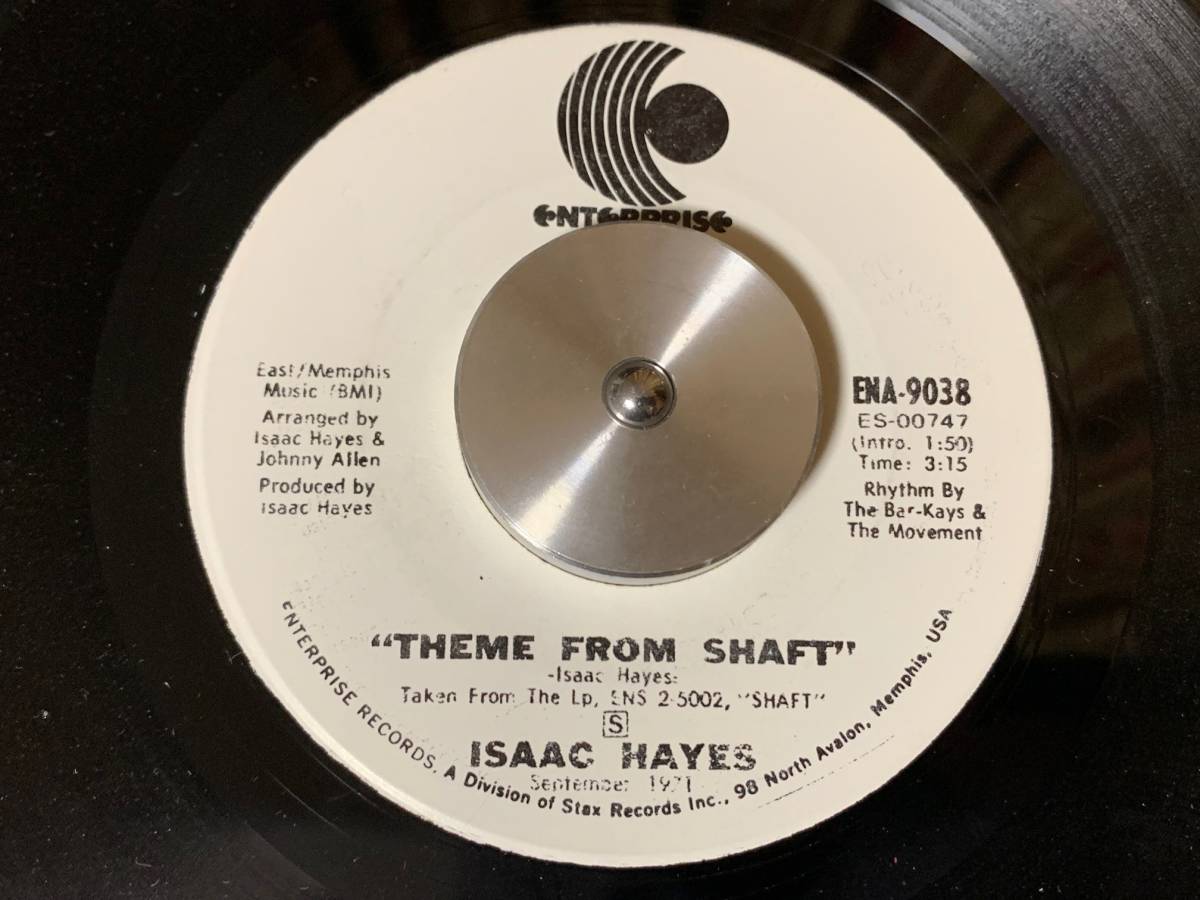 ENTERPRISE
East/Memphis
Music (BMI)
Arranged by
Isaac Hayes &
Johnny Allen
Produced by
Isaac Hayes
ENA-9038
ES-00747
(Intro. 1:50)
Time: 3:15
Rhythm By
The Bar-Kays &
The Movement
"THEME FROM SHAFT"
-Isaac Hayes-
Taken From The Lp, ENS 2-5002, "SHAFT"
S
ISAAC HAYES
September 1971
ENTERPRISE RECORDS, A Division of Stax Records Inc., 98 North Avalon, Memphis, USA